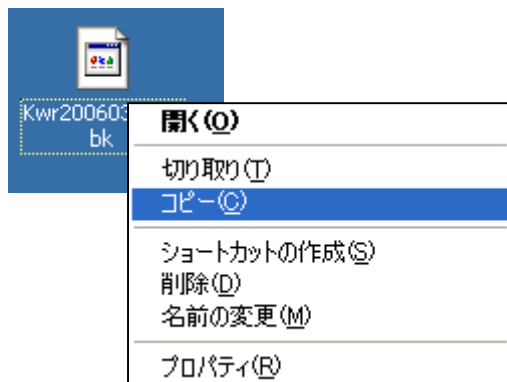 Kwr200603
bk
開く(O)
切り取り(T)
コピー(C)
ショートカットの作成(S)
削除(D)
名前の変更(M)
プロパティ(R)